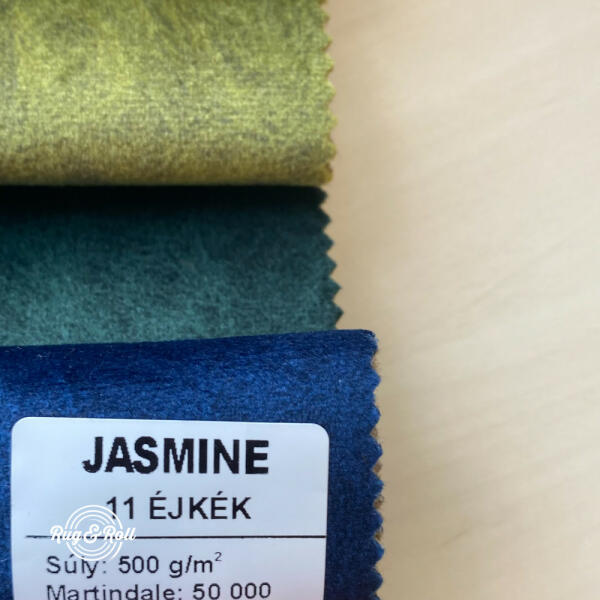 JASMINE
11 ÉJKÉK
Rug & Roll
Súly: 500 g/m²
Martindale: 50 000